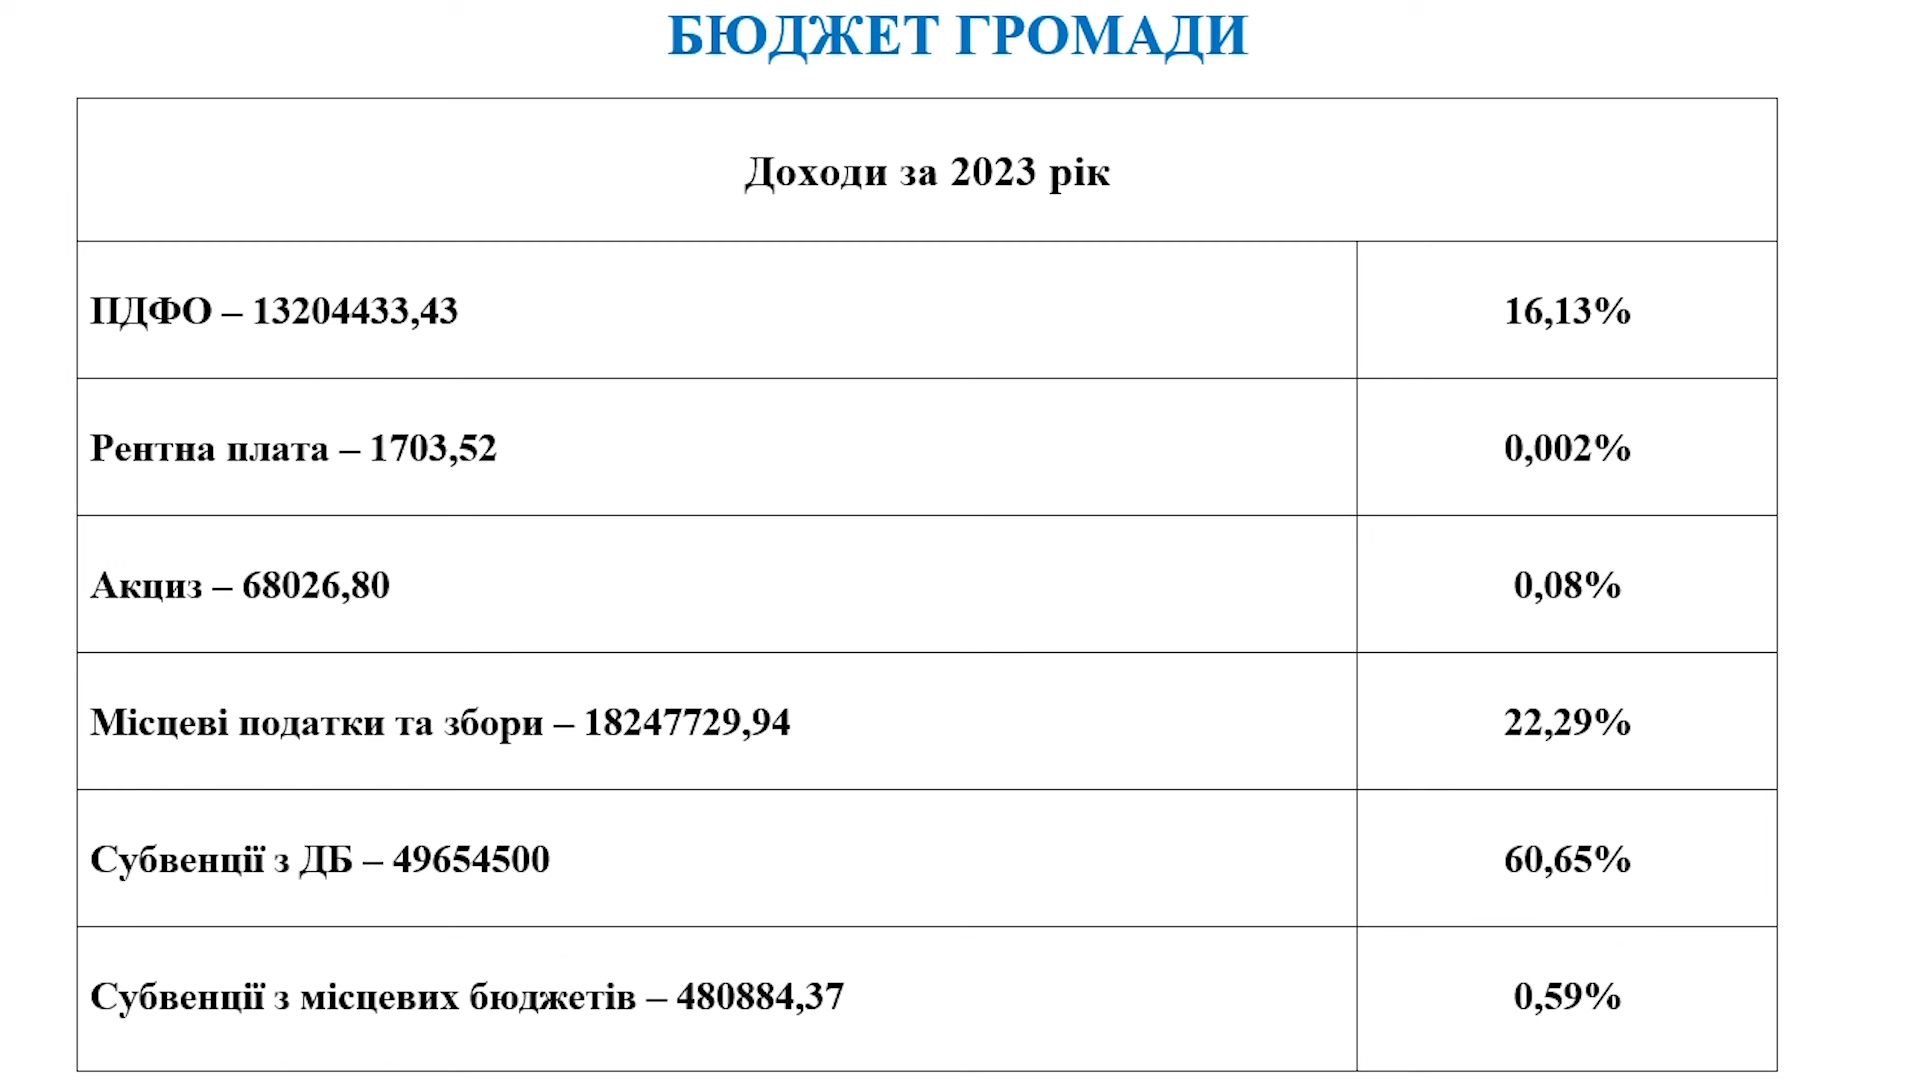 БЮДЖЕТ ГРОМАДИ
Доходи за 2023 рік
ПДФО – 13204433,43 16,13%
Рентна плата – 1703,52 0,002%
Акциз – 68026,80 0,08%
Місцеві податки та збори – 18247729,94 22,29%
Субвенції з ДБ – 49654500 60,65%
Субвенції з місцевих бюджетів – 480884,37 0,59%